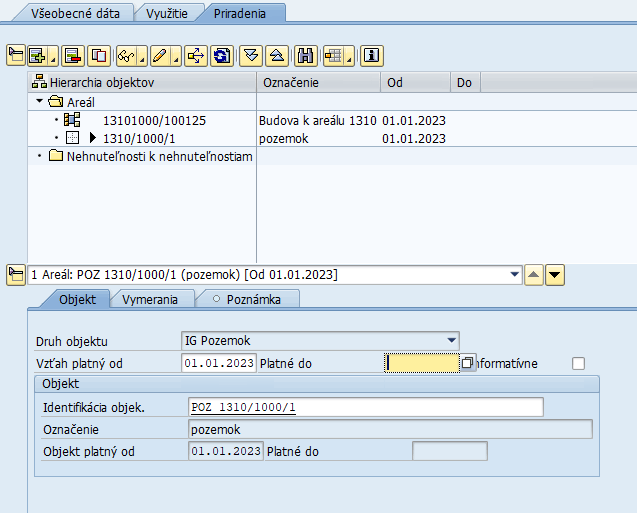 Všeobecné dáta Využitie Priradenia
Hierarchia objektov Označenie Od Do
Areál
13101000/100125 Budova k areálu 1310 01.01.2023
1310/1000/1 pozemok 01.01.2023
Nehnuteľnosti k nehnuteľnostiam
1 Areál: POZ 1310/1000/1 (pozemok) [Od 01.01.2023]
Objekt Vymerania Poznámka
Druh objektu IG Pozemok
Vzťah platný od 01.01.2023 Platné do nformatívne
Objekt
Identifikácia objek. POZ 1310/1000/1
Označenie pozemok
Objekt platný od 01.01.2023 Platné do